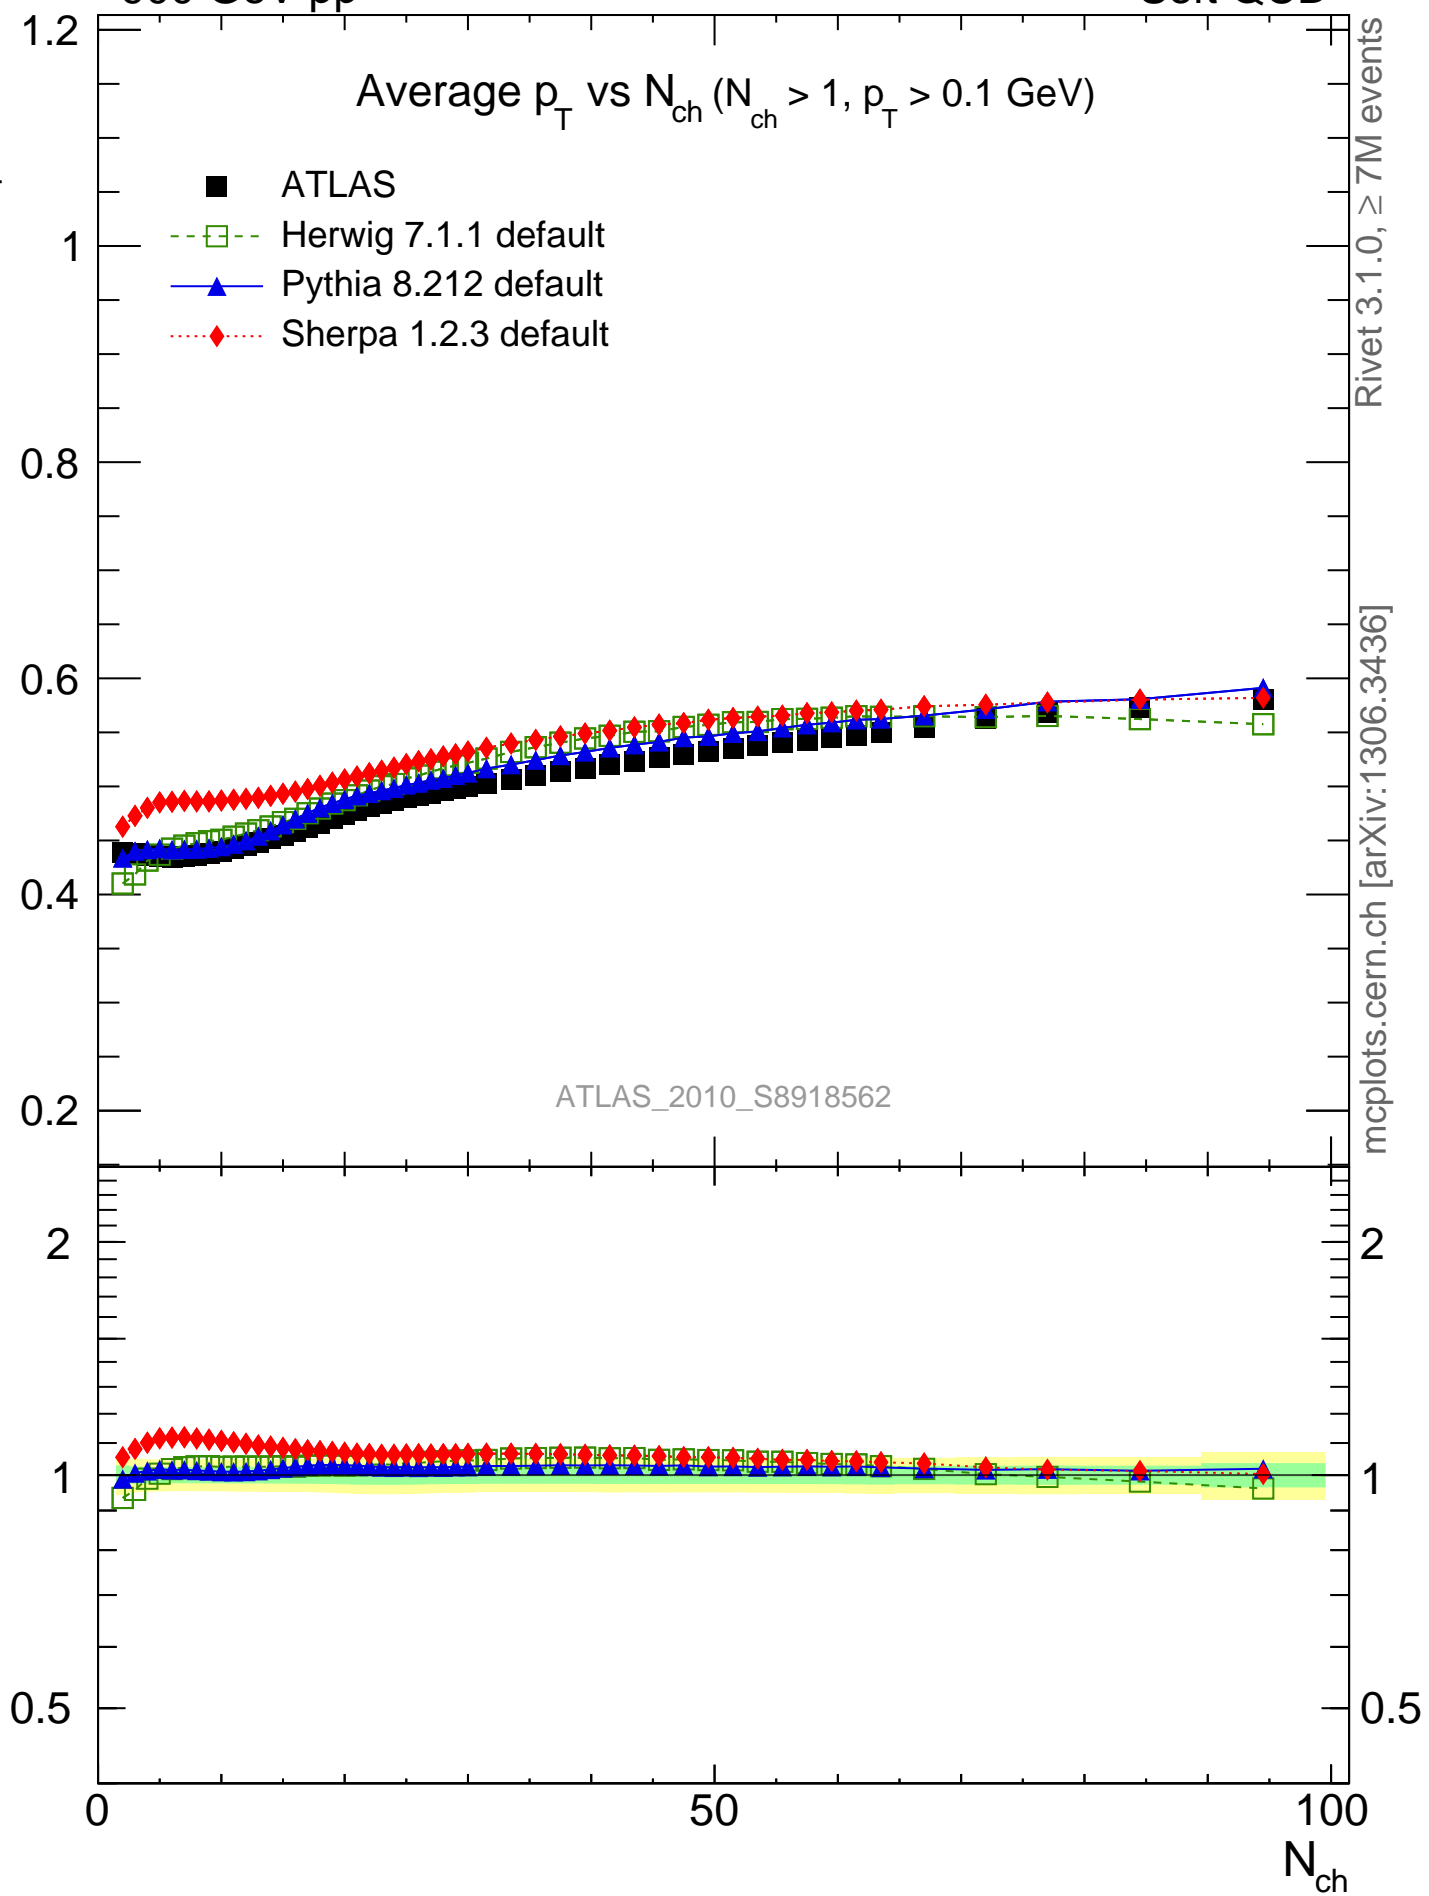 Average p_T vs N_ch (N_ch > 1, p_T > 0.1 GeV)
ATLAS
Herwig 7.1.1 default
Pythia 8.212 default
Sherpa 1.2.3 default
1.2
1
0.8
0.6
0.4
0.2
ATLAS_2010_S8918562
Rivet 3.1.0, ≥ 7M events
mcplots.cern.ch [arXiv:1306.3436]
2
1
0.5
2
1
0.5
0
50
100
N_ch